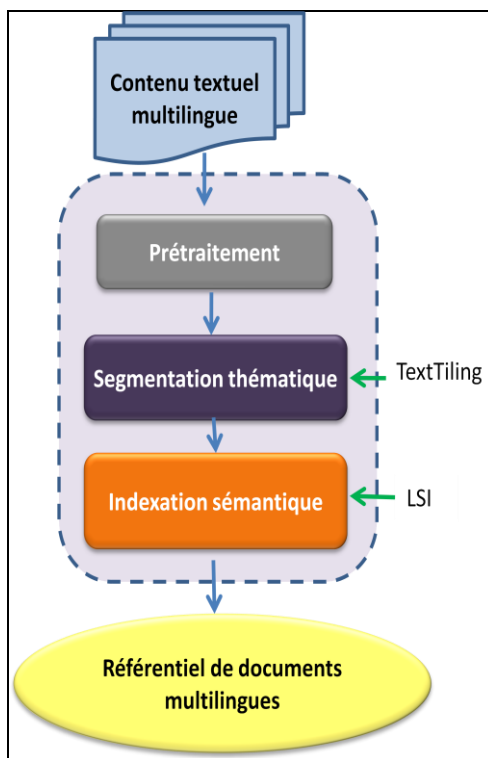 Contenu textuel
multilingue
Prétraitement
Segmentation thématique
TextTiling
Indexation sémantique
LSI
Référentiel de documents
multilingues